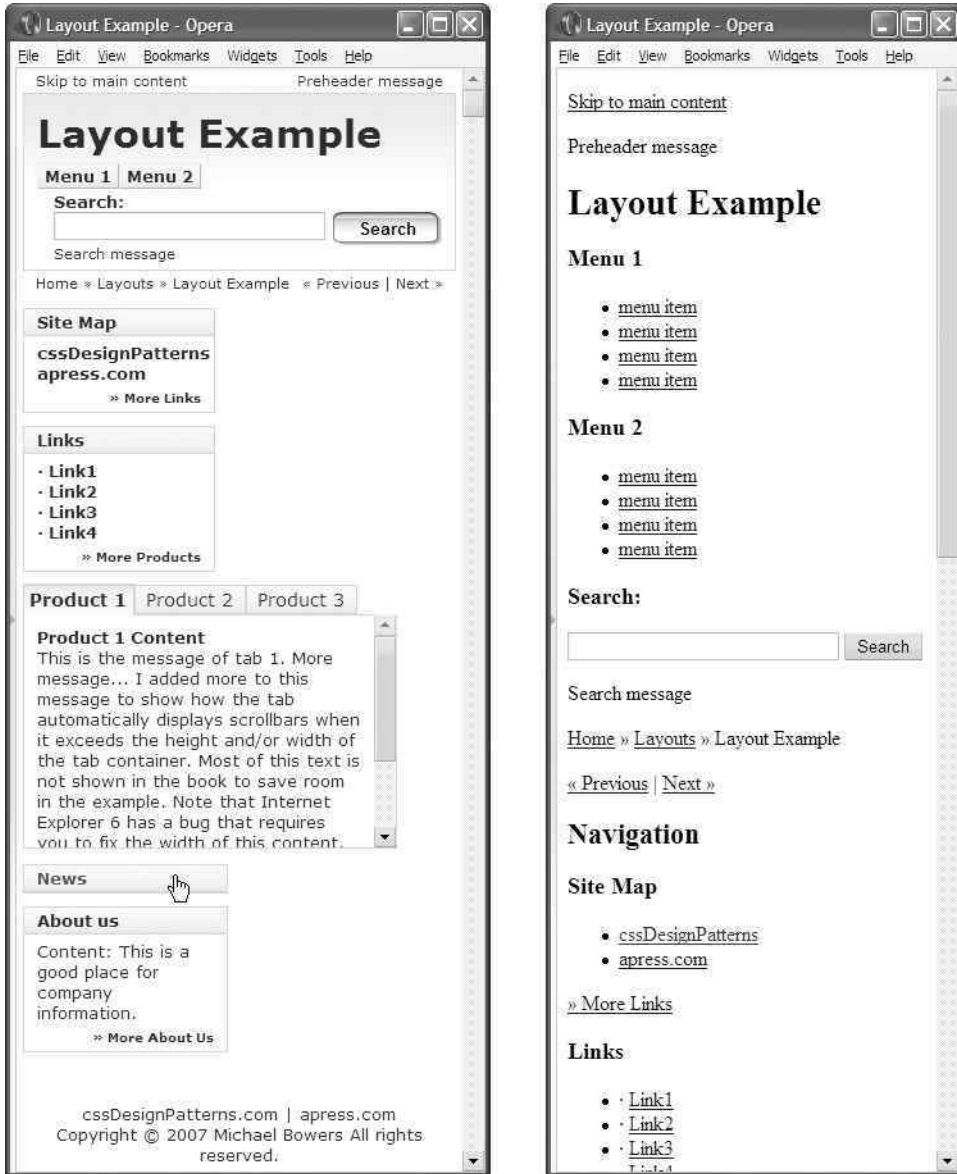 Layout Example - Opera
File Edit View Bookmarks Widgets Tools Help
Skip to main content Preheader message
Layout Example
Menu 1 Menu 2
Search:
Search
Search message
Home » Layouts » Layout Example « Previous | Next »
Site Map
cssDesignPatterns
apress.com
» More Links
Links
· Link1
· Link2
· Link3
· Link4
» More Products
Product 1 Product 2 Product 3
Product 1 Content
This is the message of tab 1. More
message... I added more to this
message to show how the tab
automatically displays scrollbars when
it exceeds the height and/or width of
the tab container. Most of this text is
not shown in the book to save room
in the example. Note that Internet
Explorer 6 has a bug that requires
you to fix the width of this content.
News
About us
Content: This is a
good place for
company
information.
» More About Us
cssDesignPatterns.com | apress.com
Copyright © 2007 Michael Bowers All rights
reserved.
Layout Example - Opera
File Edit View Bookmarks Widgets Tools Help
Skip to main content
Preheader message
Layout Example
Menu 1
• menu item
• menu item
• menu item
• menu item
Menu 2
• menu item
• menu item
• menu item
• menu item
Search:
Search
Search message
Home » Layouts » Layout Example
« Previous | Next »
Navigation
Site Map
• cssDesignPatterns
• apress.com
» More Links
Links
• · Link1
• · Link2
• · Link3
• · Link4